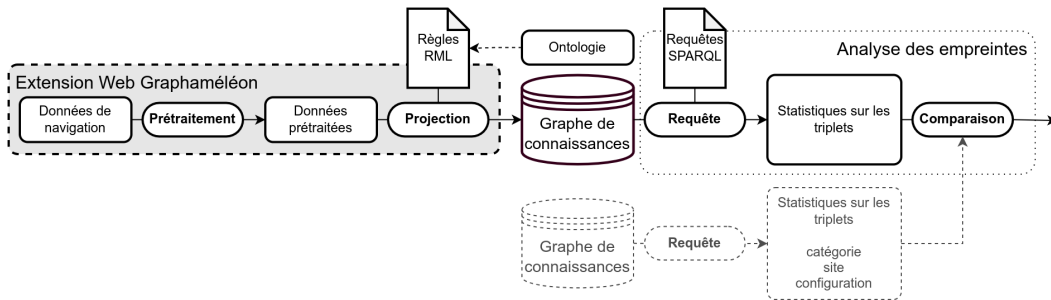 Règles
RML
Ontologie
Requêtes
SPARQL
Analyse des empreintes
Extension Web Graphaméléon
Données de
navigation
Prétraitement
Données
prétraitées
Projection
Graphe de
connaissances
Requête
Statistiques sur les
triplets
Comparaison
Graphe de
connaissances
Requête
Statistiques sur les
triplets
catégorie
site
configuration